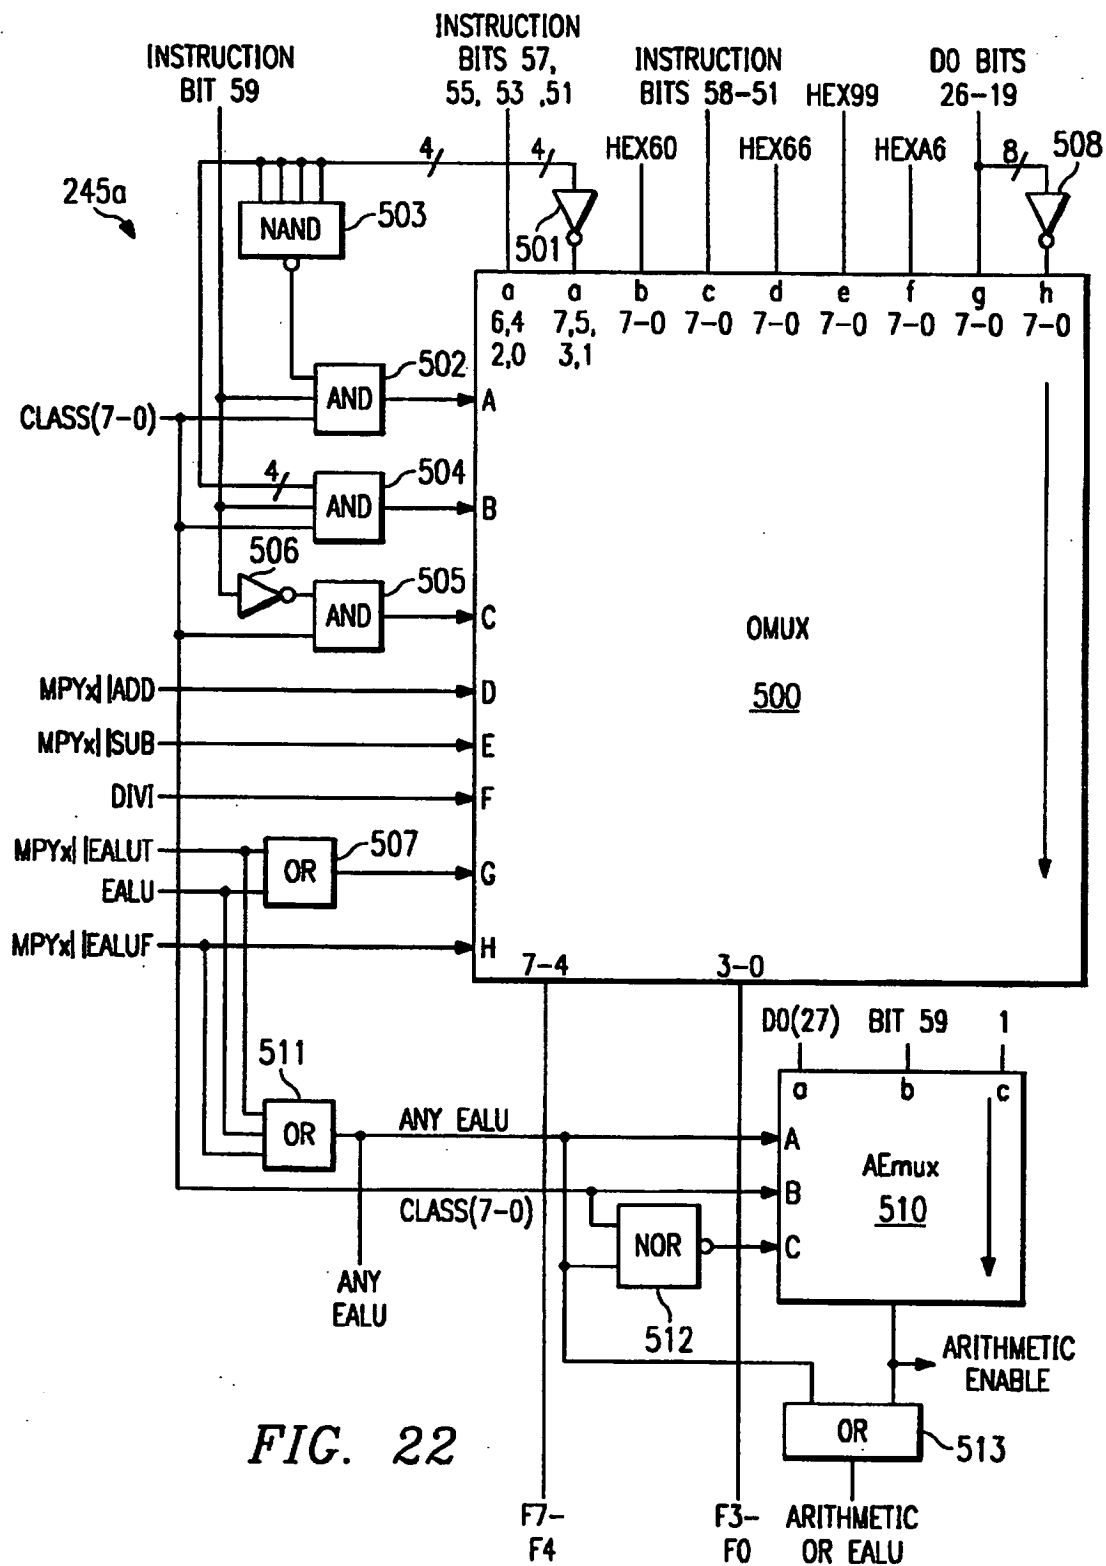 INSTRUCTION
BIT 59
INSTRUCTION
BITS 57,
55, 53 ,51
INSTRUCTION
BITS 58-51
HEX99
DO BITS
26-19
HEX60
HEX66
HEXA6
4
4
8
508
245a
NAND
503
501
a
6,4
2,0
a
7,5,
3,1
b
7-0
c
7-0
d
7-0
e
7-0
f
7-0
g
7-0
h
7-0
502
AND
A
CLASS(7-0)
4
504
AND
B
506
505
AND
C
OMUX
500
MPYx||ADD
D
MPYx||SUB
E
DIVI
F
MPYx||EALUT
EALU
OR
507
G
MPYx||EALUF
H
7-4
3-0
DO(27)
BIT 59
1
a
b
c
511
OR
ANY EALU
A
AEmux
510
B
CLASS(7-0)
NOR
C
512
ANY
EALU
ARITHMETIC
ENABLE
OR
513
FIG. 22
F7-
F4
F3-
F0
ARITHMETIC
OR EALU